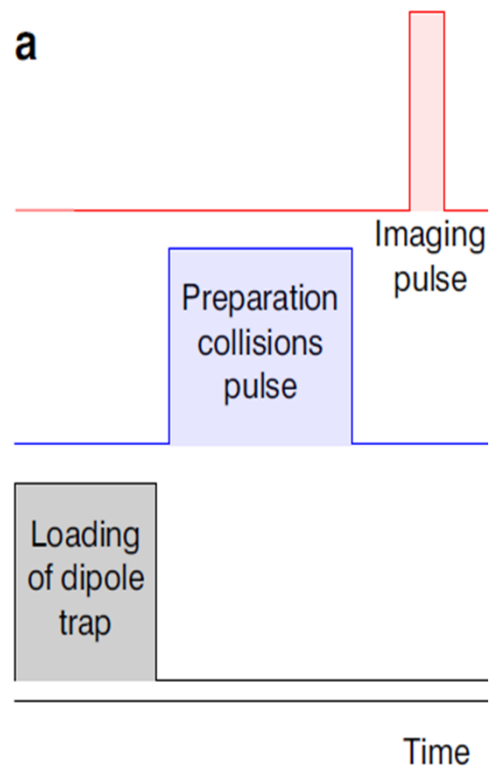 a
Imaging
pulse
Preparation
collisions
pulse
Loading
of dipole
trap
Time